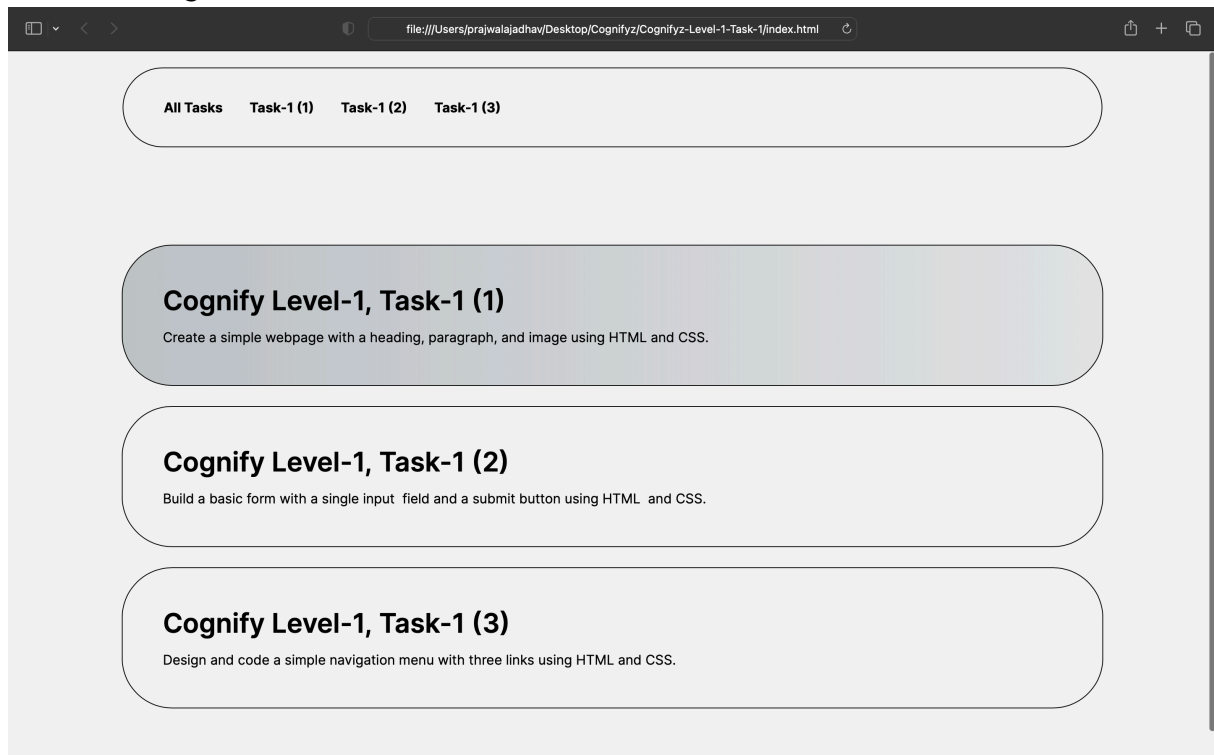 file:///Users/prajwalajadhav/Desktop/Cognifyz/Cognifyz-Level-1-Task-1/index.html
All Tasks Task-1 (1) Task-1 (2) Task-1 (3)
Cognify Level-1, Task-1 (1)
Create a simple webpage with a heading, paragraph, and image using HTML and CSS.
Cognify Level-1, Task-1 (2)
Build a basic form with a single input  field and a submit button using HTML  and CSS.
Cognify Level-1, Task-1 (3)
Design and code a simple navigation menu with three links using HTML and CSS.